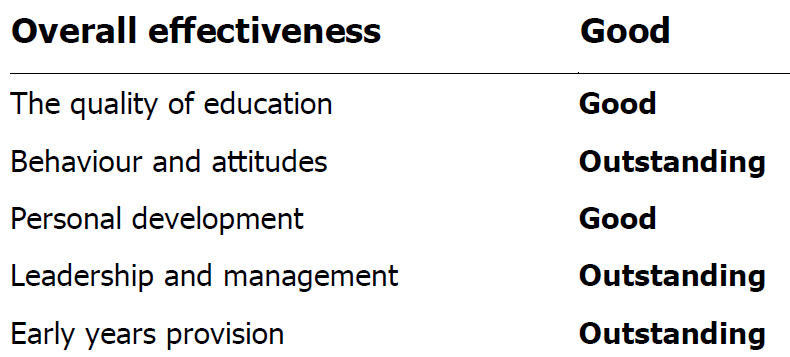 Overall effectiveness Good
The quality of education Good
Behaviour and attitudes Outstanding
Personal development Good
Leadership and management Outstanding
Early years provision Outstanding